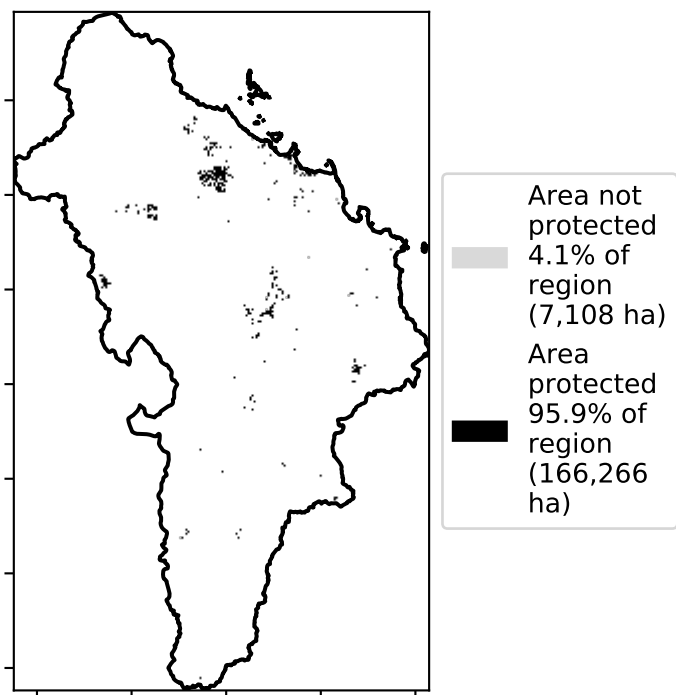 Area not
protected
4.1% of
region
(7,108 ha)
Area
protected
95.9% of
region
(166,266
ha)